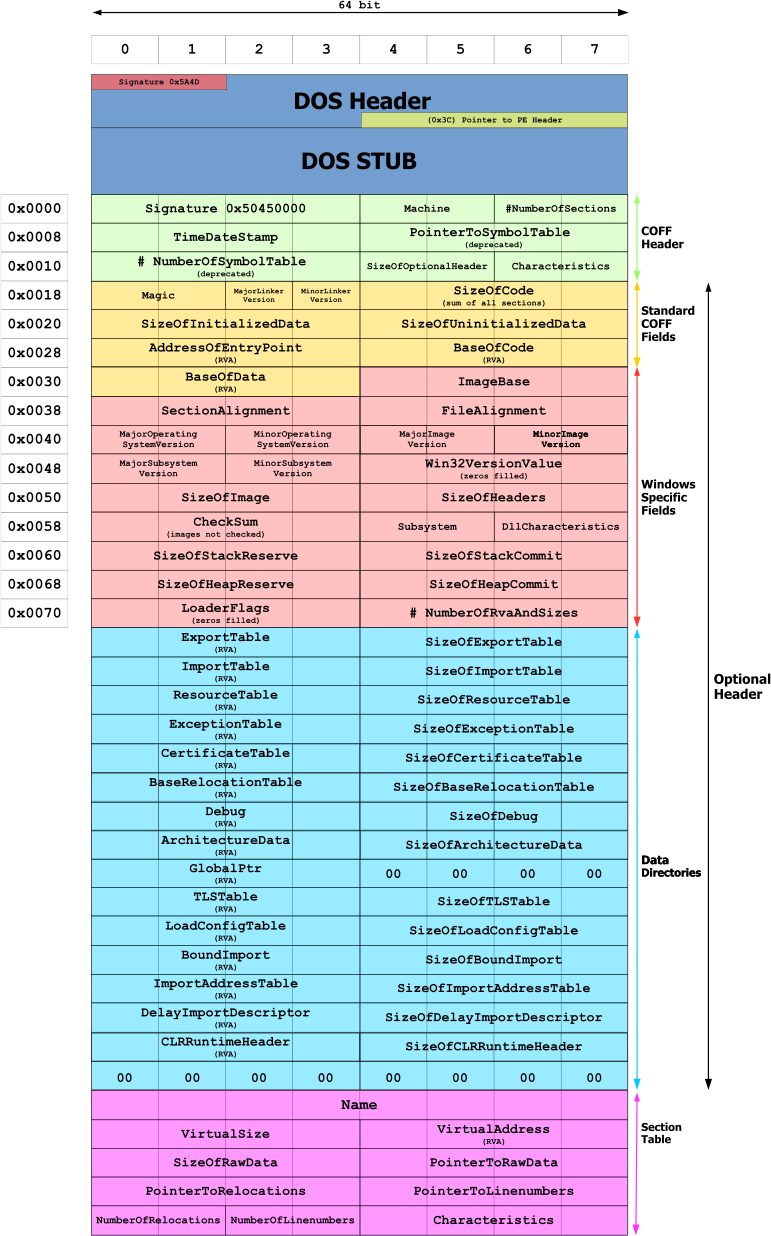 64 bit
0 1 2 3 4 5 6 7
Signature 0x5A4D
DOS Header
(0x3C) Pointer to PE Header
DOS STUB
0x0000 Signature 0x50450000 Machine #NumberOfSections
0x0008 TimeDateStamp PointerToSymbolTable
(deprecated)
COFF
Header
0x0010 # NumberOfSymbolTable SizeOfOptionalHeader Characteristics
(deprecated)
0x0018 Magic MajorLinker MinorLinker SizeOfCode
Version Version (sum of all sections)
0x0020 SizeOfInitializedData SizeOfUninitializedData
Standard
COFF
Fields
0x0028 AddressOfEntryPoint BaseOfCode
(RVA) (RVA)
0x0030 BaseOfData ImageBase
(RVA)
0x0038 SectionAlignment FileAlignment
0x0040 MajorOperating MinorOperating MajorImage MinorImage
SystemVersion SystemVersion Version Version
0x0048 MajorSubsystem MinorSubsystem Win32VersionValue
Version Version (zeros filled)
0x0050 SizeOfImage SizeOfHeaders
Windows
Specific
Fields
0x0058 CheckSum Subsystem DllCharacteristics
(images not checked)
0x0060 SizeOfStackReserve SizeOfStackCommit
0x0068 SizeOfHeapReserve SizeOfHeapCommit
0x0070 LoaderFlags # NumberOfRvaAndSizes
(zeros filled)
ExportTable SizeOfExportTable
(RVA)
ImportTable SizeOfImportTable
(RVA)
Optional
Header
ResourceTable SizeOfResourceTable
(RVA)
ExceptionTable SizeOfExceptionTable
(RVA)
CertificateTable SizeOfCertificateTable
(RVA)
BaseRelocationTable SizeOfBaseRelocationTable
(RVA)
Debug SizeOfDebug
(RVA)
ArchitectureData SizeOfArchitectureData
(RVA)
Data
Directories
GlobalPtr 00 00 00 00
(RVA)
TLSTable SizeOfTLSTable
(RVA)
LoadConfigTable SizeOfLoadConfigTable
(RVA)
BoundImport SizeOfBoundImport
(RVA)
ImportAddressTable SizeOfImportAddressTable
(RVA)
DelayImportDescriptor SizeOfDelayImportDescriptor
(RVA)
CLRRuntimeHeader SizeOfCLRRuntimeHeader
(RVA)
00 00 00 00 00 00 00 00
Name
VirtualSize VirtualAddress
(RVA)
Section
Table
SizeOfRawData PointerToRawData
PointerToRelocations PointerToLinenumbers
NumberOfRelocations NumberOfLinenumbers Characteristics